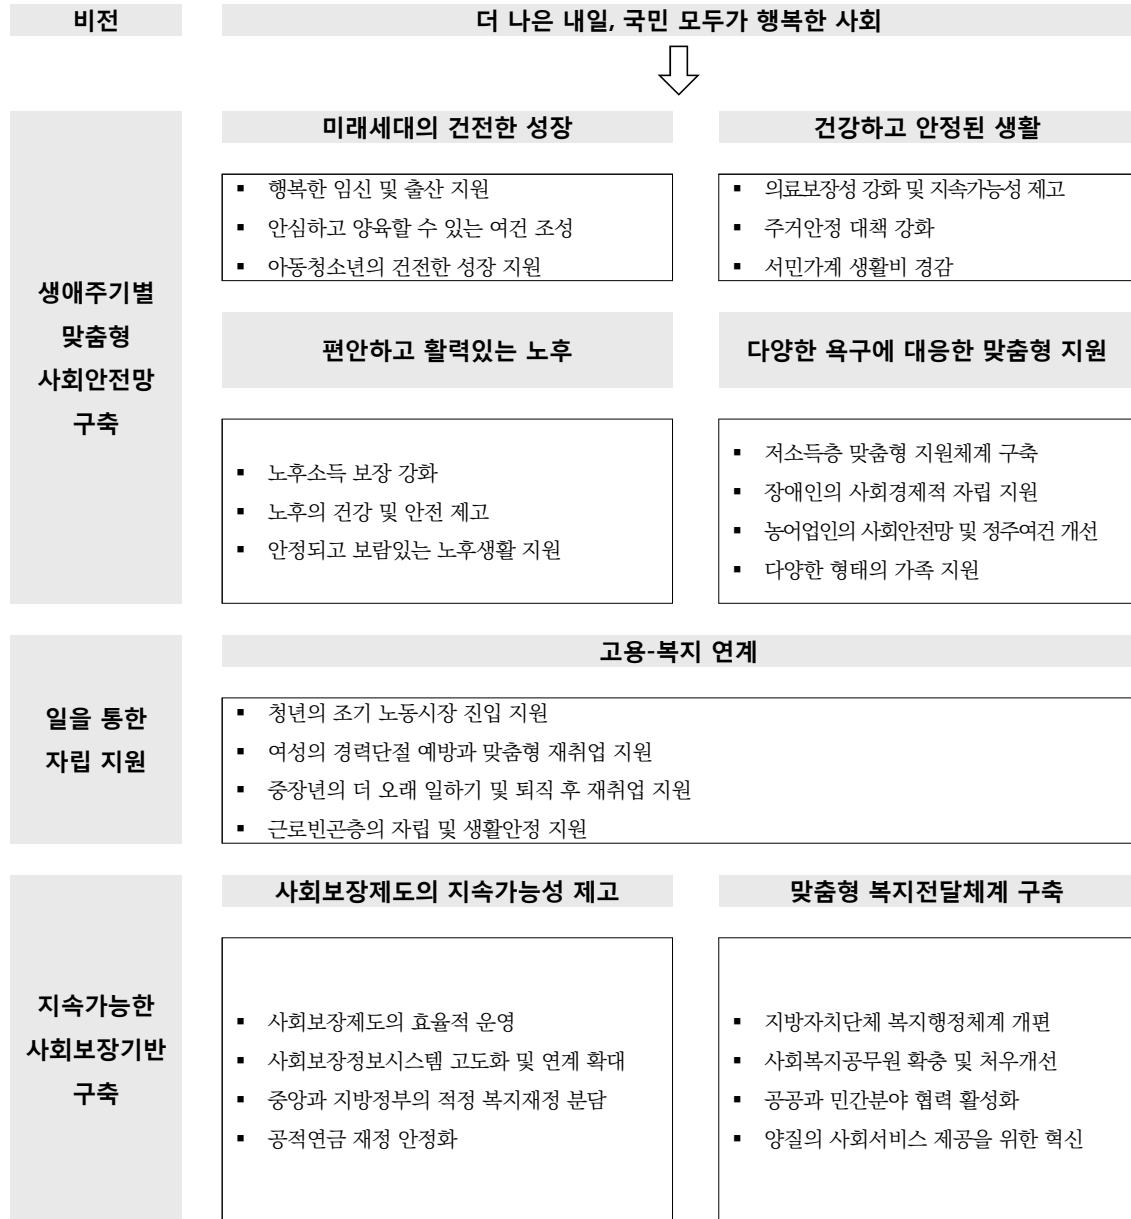 비전
더 나은 내일, 국민 모두가 행복한 사회
생애주기별
맞춤형
사회안전망
구축
미래세대의 건전한 성장
▪ 행복한 임신 및 출산 지원
▪ 안심하고 양육할 수 있는 여건 조성
▪ 아동청소년의 건전한 성장 지원
건강하고 안정된 생활
▪ 의료보장성 강화 및 지속가능성 제고
▪ 주거안정 대책 강화
▪ 서민가계 생활비 경감
편안하고 활력있는 노후
▪ 노후소득 보장 강화
▪ 노후의 건강 및 안전 제고
▪ 안정되고 보람있는 노후생활 지원
다양한 욕구에 대응한 맞춤형 지원
▪ 저소득층 맞춤형 지원체계 구축
▪ 장애인의 사회경제적 자립 지원
▪ 농어업인의 사회안전망 및 정주여건 개선
▪ 다양한 형태의 가족 지원
일을 통한
자립 지원
고용-복지 연계
▪ 청년의 조기 노동시장 진입 지원
▪ 여성의 경력단절 예방과 맞춤형 재취업 지원
▪ 중장년의 더 오래 일하기 및 퇴직 후 재취업 지원
▪ 근로빈곤층의 자립 및 생활안정 지원
지속가능한
사회보장기반
구축
사회보장제도의 지속가능성 제고
▪ 사회보장제도의 효율적 운영
▪ 사회보장정보시스템 고도화 및 연계 확대
▪ 중앙과 지방정부의 적정 복지재정 분담
▪ 공적연금 재정 안정화
맞춤형 복지전달체계 구축
▪ 지방자치단체 복지행정체계 개편
▪ 사회복지공무원 확충 및 처우개선
▪ 공공과 민간분야 협력 활성화
▪ 양질의 사회서비스 제공을 위한 혁신